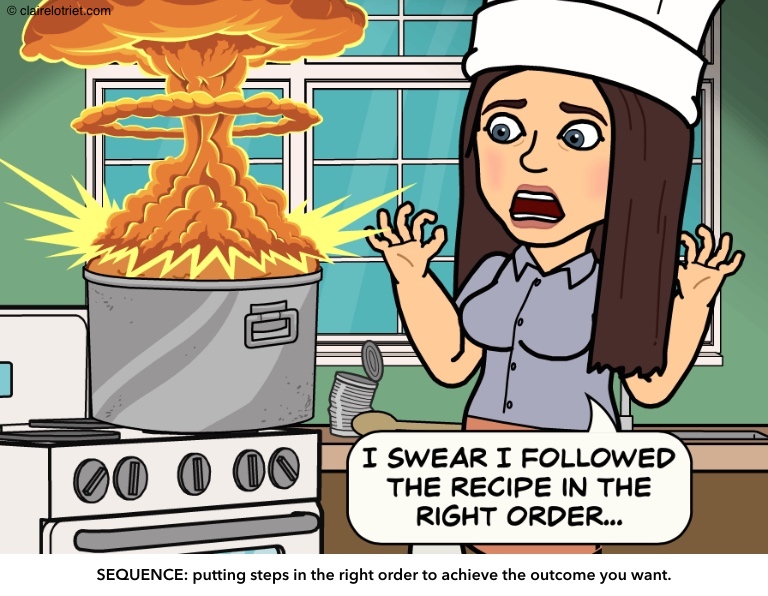 © clairelotriet.com
I SWEAR I FOLLOWED
THE RECIPE IN THE
RIGHT ORDER...
SEQUENCE: putting steps in the right order to achieve the outcome you want.